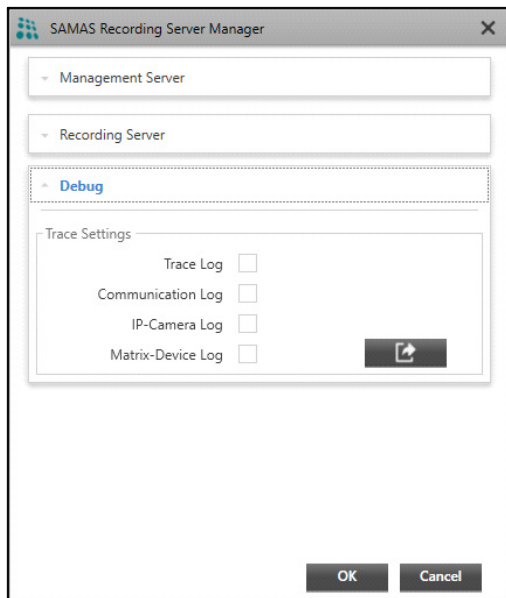 SAMAS Recording Server Manager
Management Server
Recording Server
Debug
Trace Settings
Trace Log
Communication Log
IP-Camera Log
Matrix-Device Log
OK Cancel